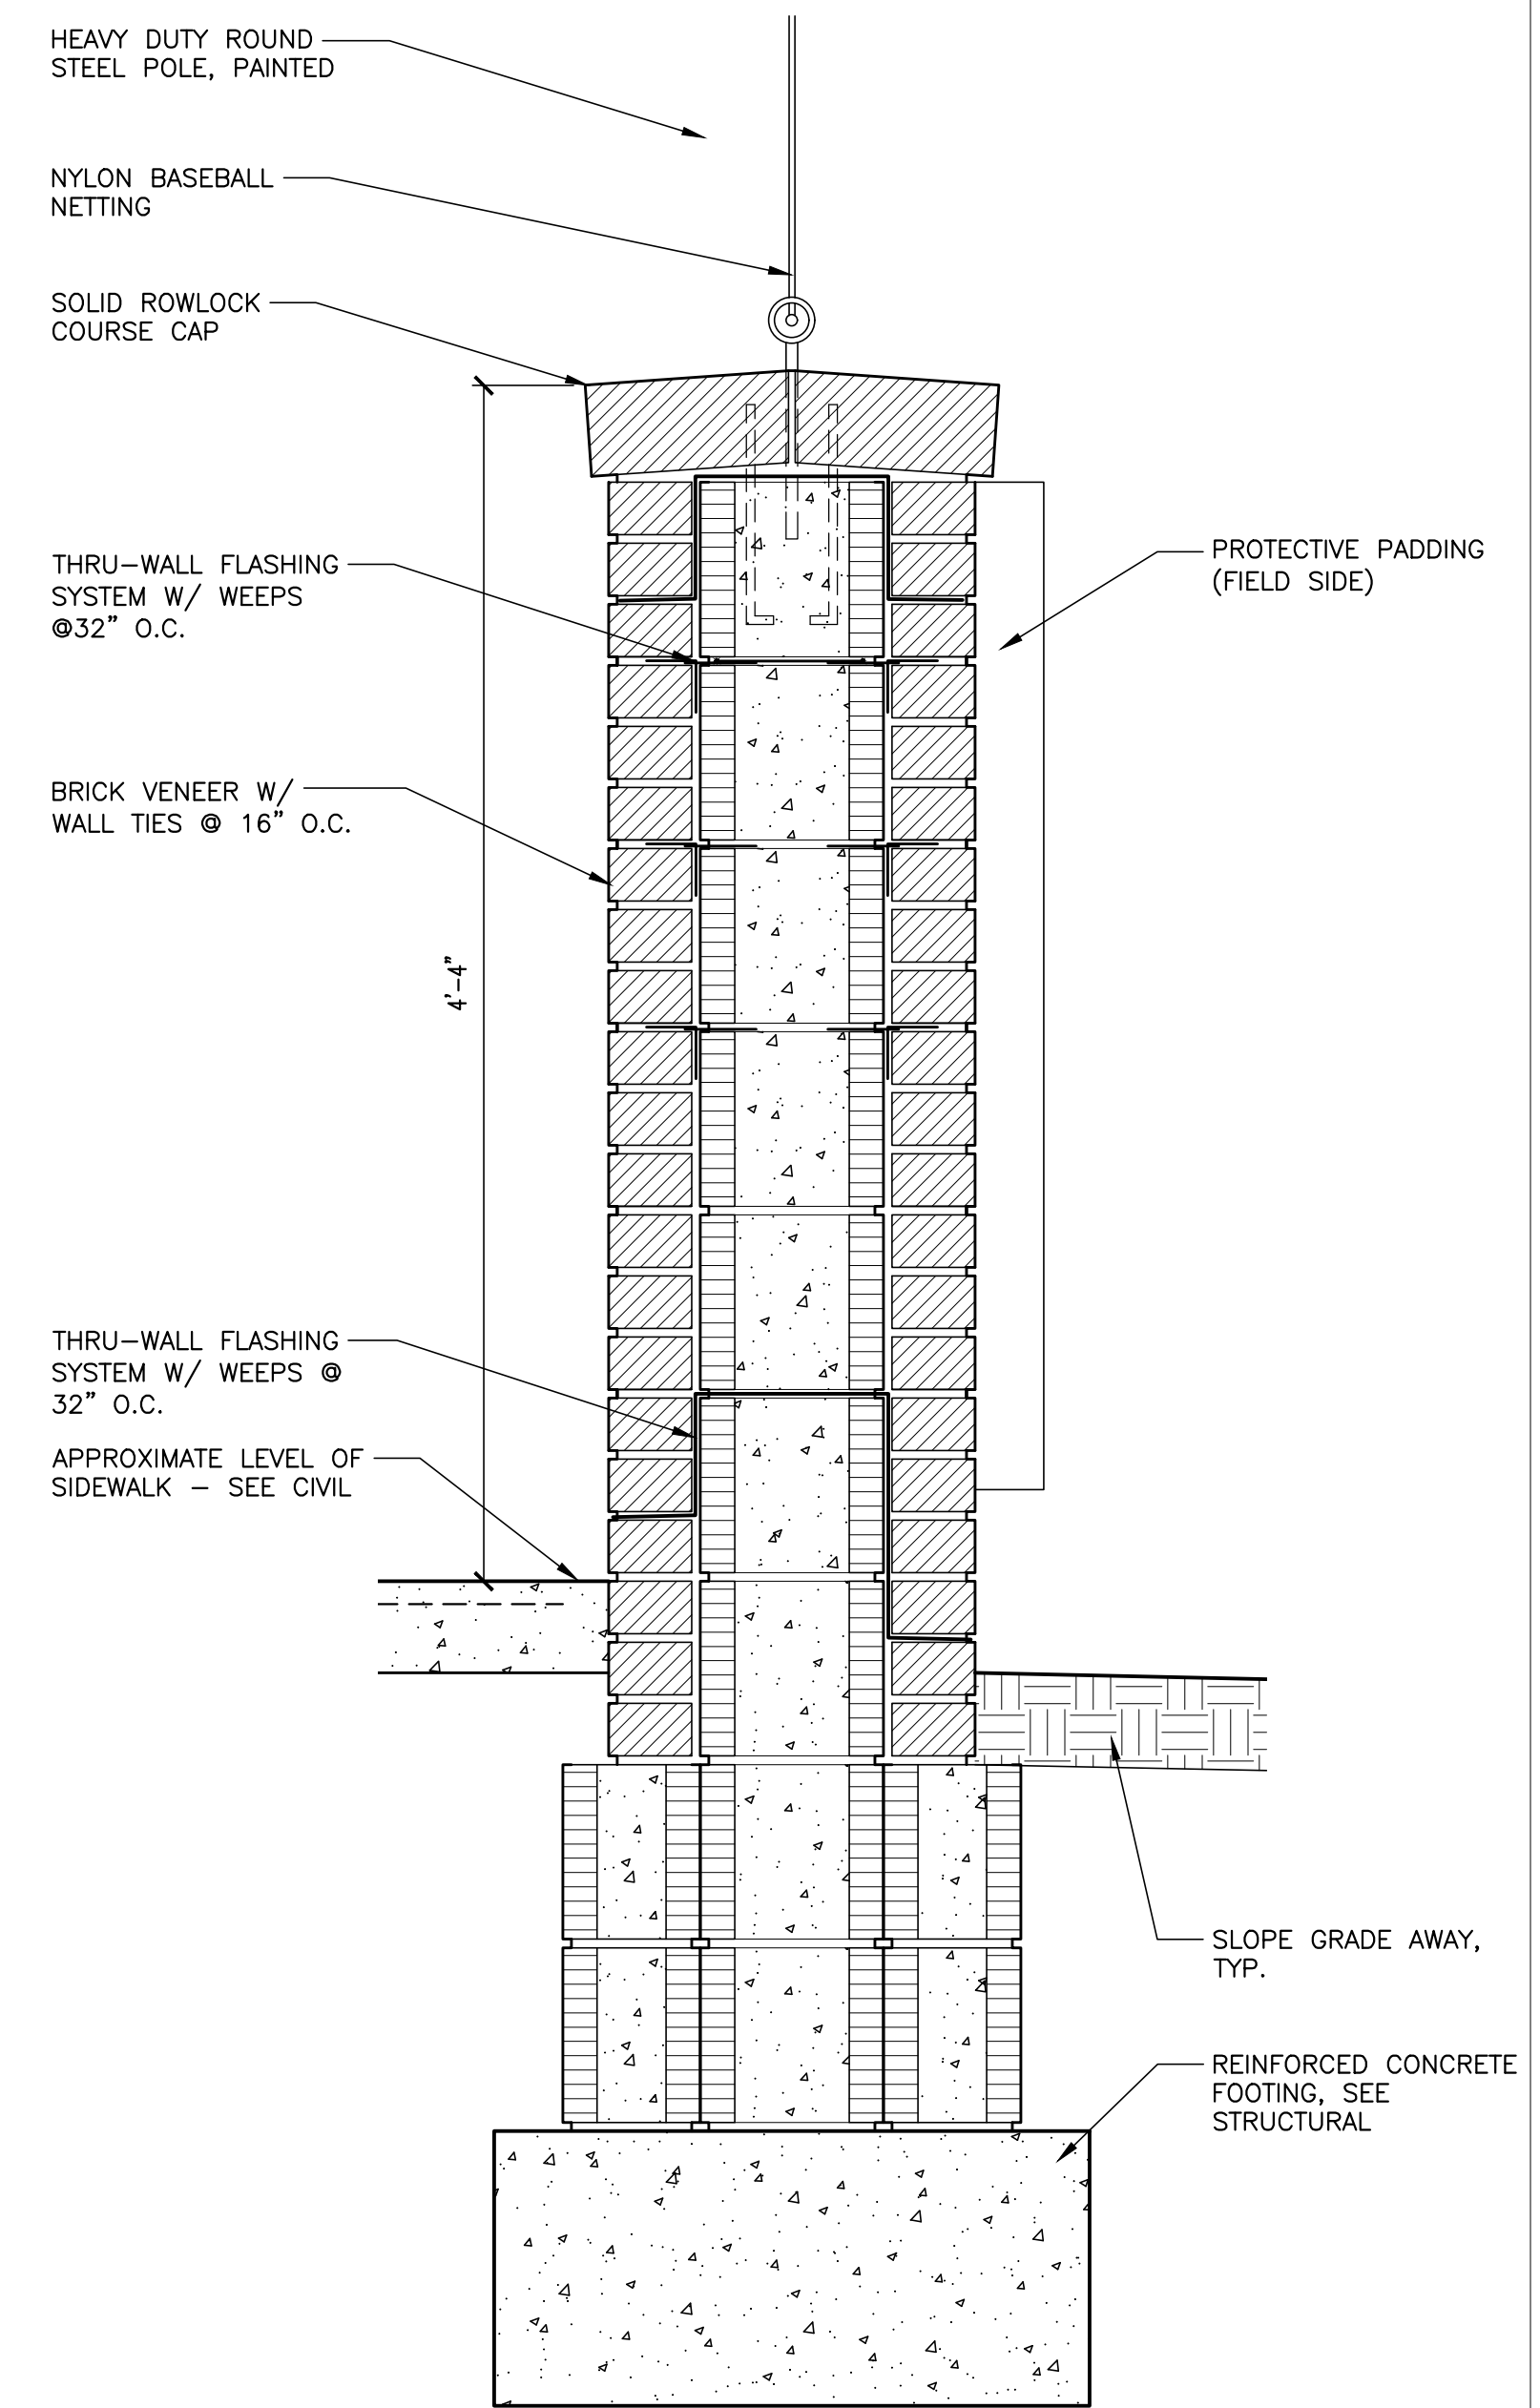 HEAVY DUTY ROUND
STEEL POLE, PAINTED
NYLON BASEBALL
NETTING
SOLID ROWLOCK
COURSE CAP
THRU-WALL FLASHING
SYSTEM W/ WEEPS
@32" O.C.
PROTECTIVE PADDING
(FIELD SIDE)
BRICK VENEER W/
WALL TIES @ 16" O.C.
4'-4"
THRU-WALL FLASHING
SYSTEM W/ WEEPS @
32" O.C.
APPROXIMATE LEVEL OF
SIDEWALK – SEE CIVIL
SLOPE GRADE AWAY,
TYP.
REINFORCED CONCRETE
FOOTING, SEE
STRUCTURAL